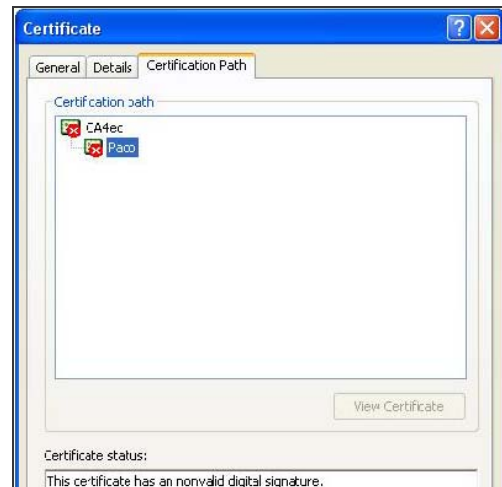 Certificate
General Details Certification Path
Certification path
CA4ec
Paco
View Certificate
Certificate status:
This certificate has an nonvalid digital signature.